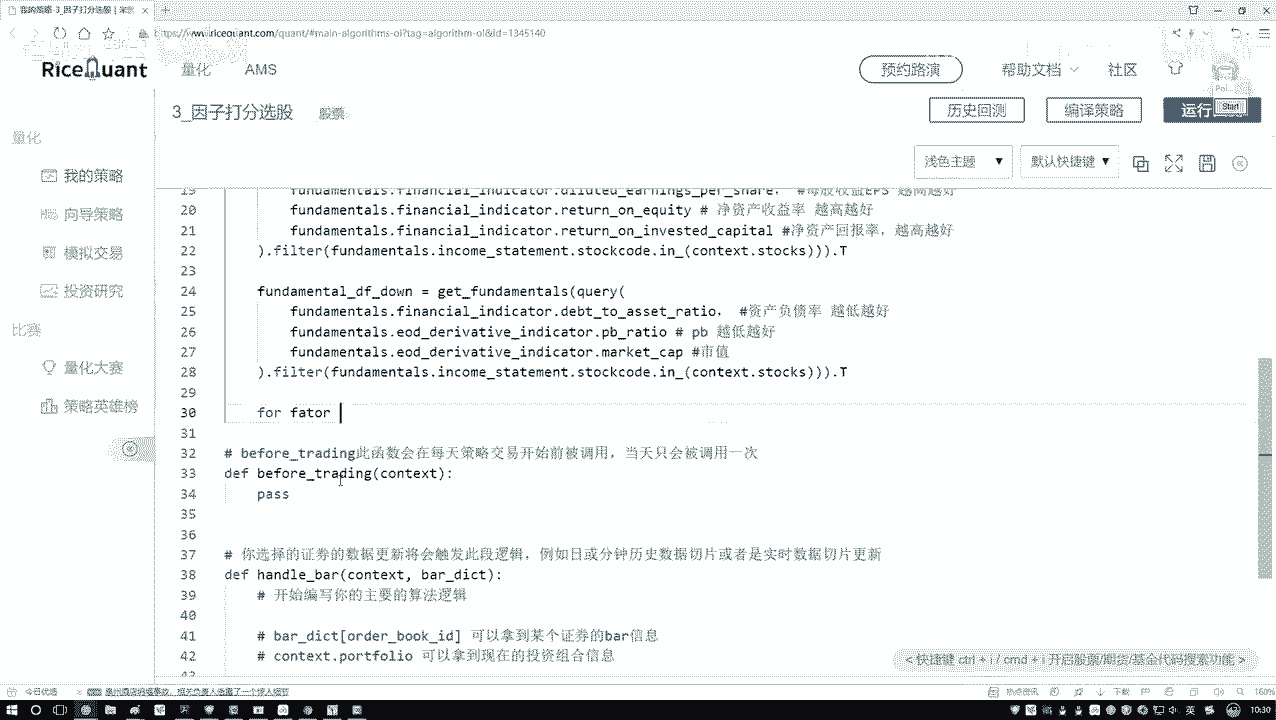 我的策略-3_因子打分选股 | 米
https://www.ricequant.com/quant/#main-algorithms-ol?tag=algorithm-ol&id=1345140
RiceQuant
量化
AMS
预约路演
帮助文档
社区
Start
3_因子打分选股
股票
历史回测
编译策略
运行
浅色主题 ▼
默认快捷键 ▼
量化
我的策略
向导策略
模拟交易
投资研究
比赛
量化大赛
策略英雄榜
19 fundamentals.financial_indicator.diluted_earnings_per_share, #每股收益EPS 越高越好
20 fundamentals.financial_indicator.return_on_equity # 净资产收益率 越高越好
21 fundamentals.financial_indicator.return_on_invested_capital #净资产回报率, 越高越好
22 ).filter(fundamentals.income_statement.stockcode.in_(context.stocks))).T
23
24 fundamental_df_down = get_fundamentals(query(
25 fundamentals.financial_indicator.debt_to_asset_ratio, #资产负债率 越低越好
26 fundamentals.eod_derivative_indicator.pb_ratio # pb 越低越好
27 fundamentals.eod_derivative_indicator.market_cap #市值
28 ).filter(fundamentals.income_statement.stockcode.in_(context.stocks))).T
29
30 for fator
31
32 # before_trading此函数会在每天策略交易开始前被调用，当天只会被调用一次
33 def before_trading(context):
34 pass
35
36
37 # 你选择的证券的数据更新将会触发此段逻辑，例如日或分钟历史数据切片或者是实时数据切片更新
38 def handle_bar(context, bar_dict):
39 # 开始编写你的主要的算法逻辑
40
41 # bar_dict[order_book_id] 可以拿到某个证券的bar信息
42 # context.portfolio 可以拿到现在的投资组合信息
< 快捷键 ctrl + i / cmd + i 开启股票/期货/基金代码搜索功能 >
今日优选
热点资讯
下载
160%
英
10:30